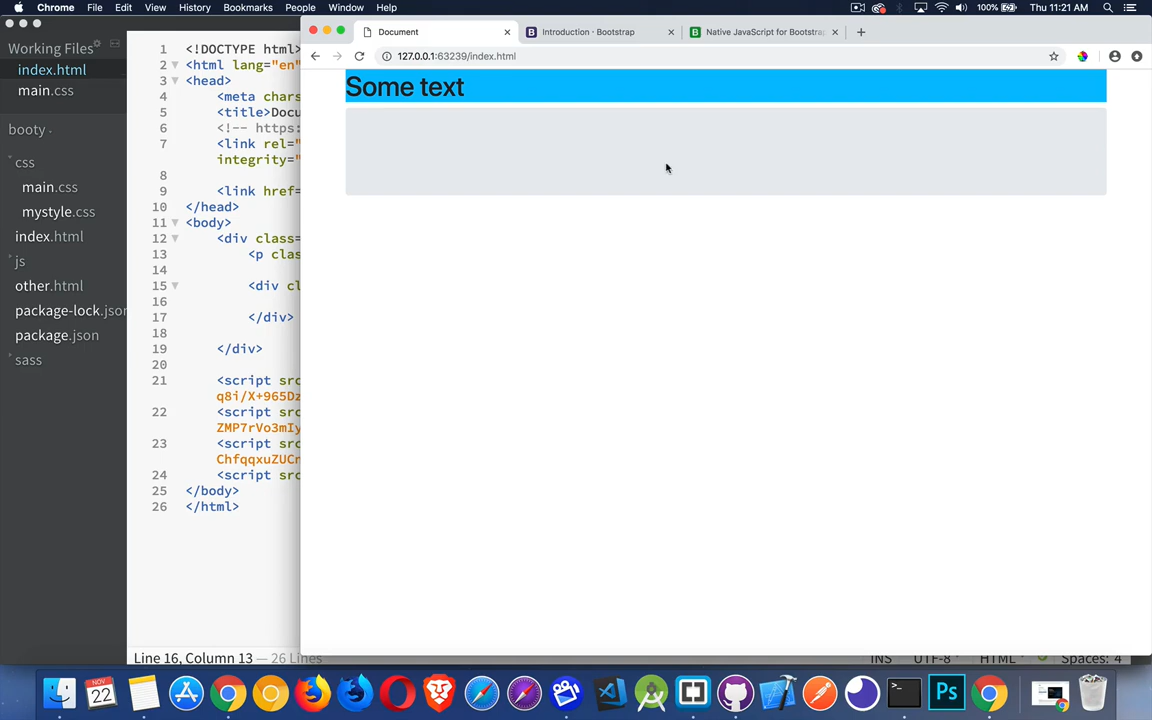 Chrome File Edit View History Bookmarks People Window Help 100% Thu 11:21 AM
Working Files
index.html
main.css
booty
css
main.css
mystyle.css
index.html
js
other.html
package-lock.json
package.json
sass
1 <!DOCTYPE html>
2 <html lang="en"
3 <head>
4 <meta chars
5 <title>Docu
6 <!-- https:
7 <link rel="
integrity="
8
9 <link href=
10 </head>
11 <body>
12 <div class=
13 <p clas
14
15 <div cl
16
17 </div>
18
19 </div>
20
21 <script src
q8i/X+965Dz
22 <script src
ZMP7rVo3mIy
23 <script src
ChfqqxuZUCn
24 <script src
25 </body>
26 </html>
Line 16, Column 13 — 26 Lines
INS UTF-8 HTML Spaces: 4
Document Introduction · Bootstrap Native JavaScript for Bootstrap
127.0.0.1:63239/index.html
Some text
NOV
22
Ps